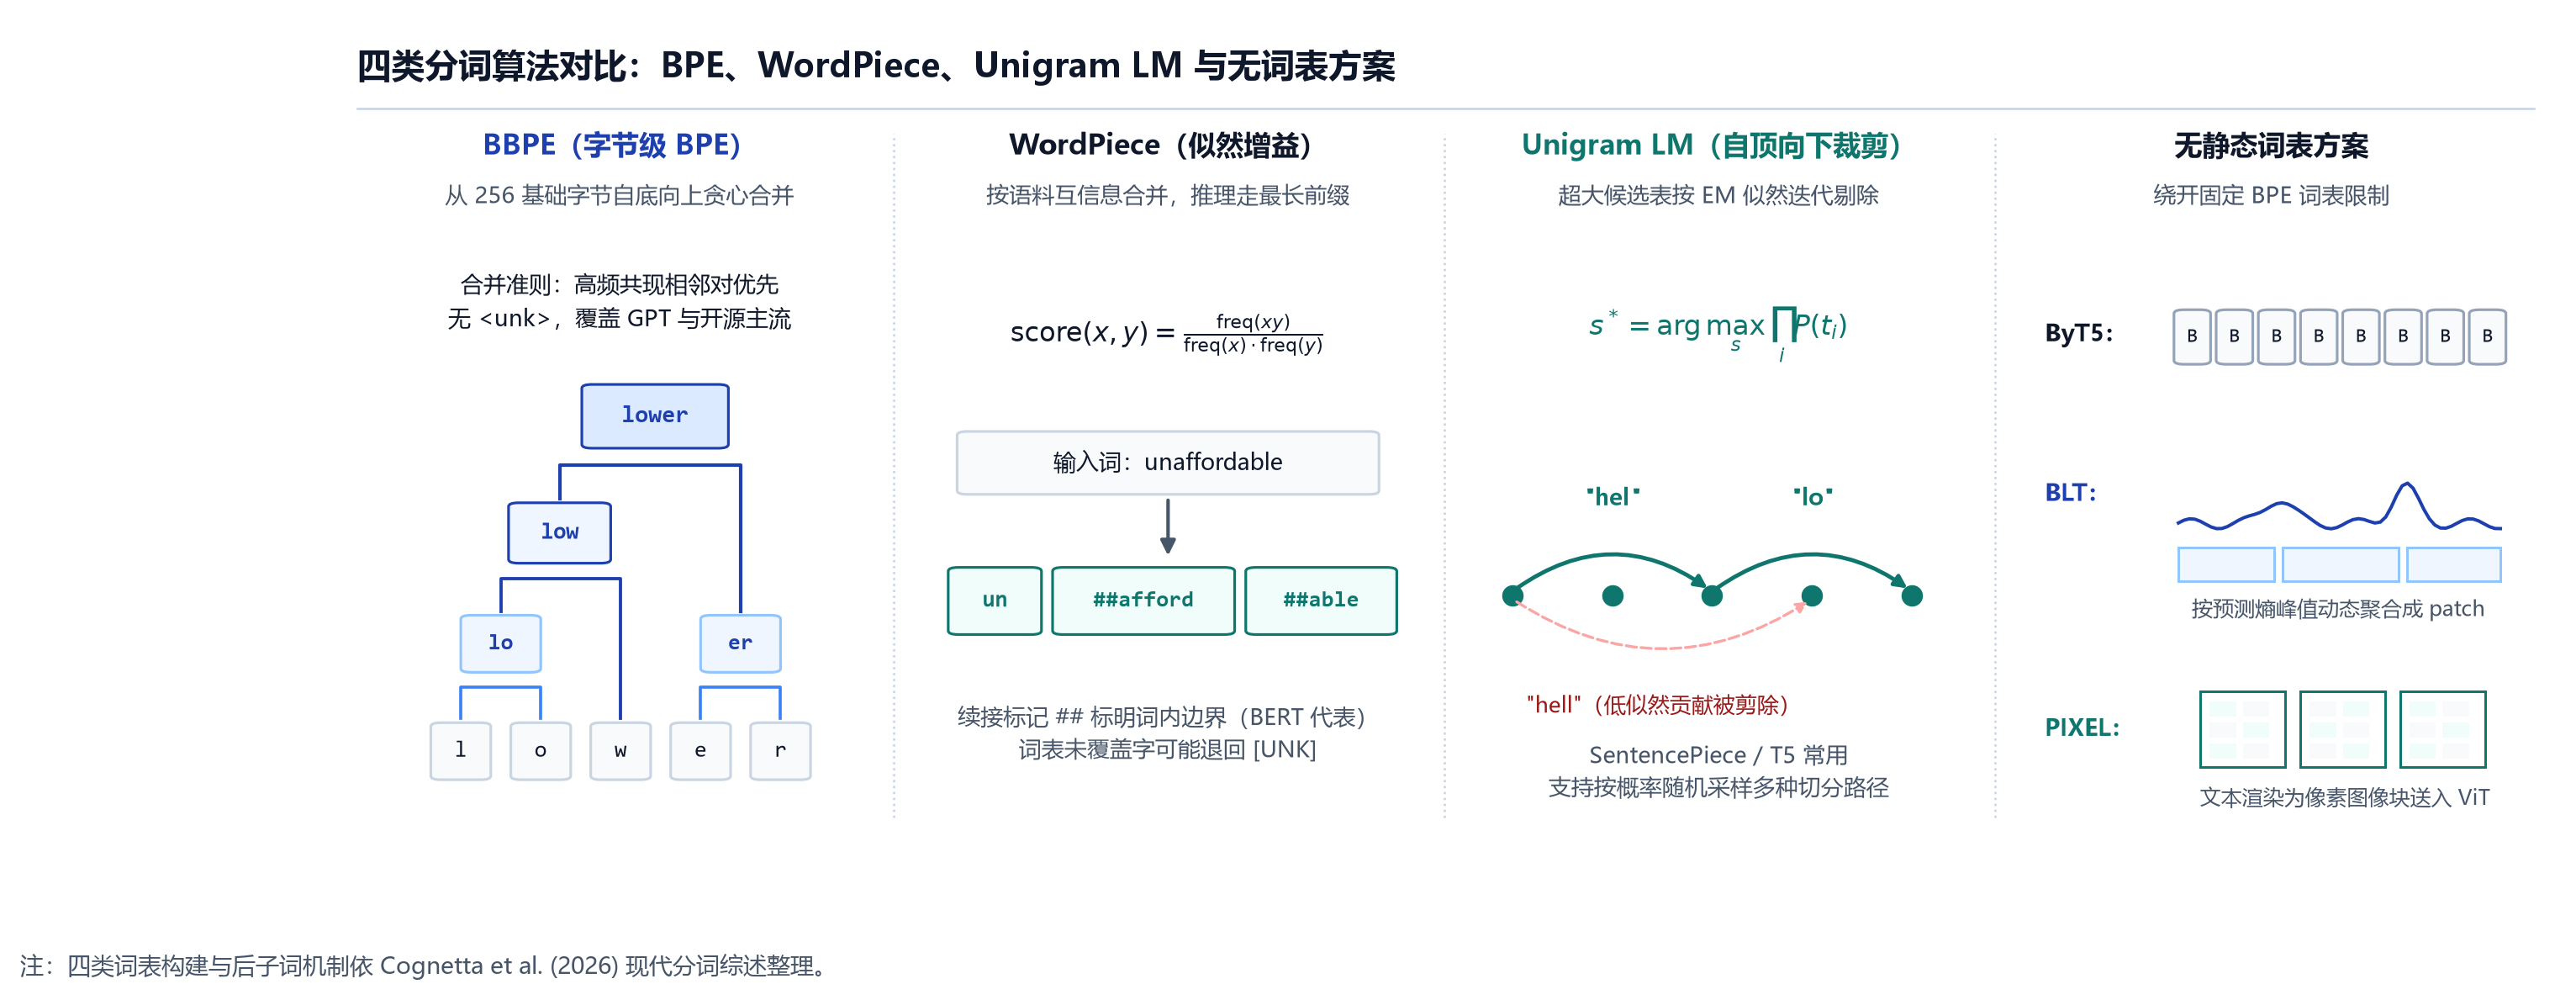 四类分词算法对比：BPE、WordPiece、Unigram LM 与无词表方案
BBPE（字节级 BPE）
从 256 基础字节自底向上贪心合并
合并准则：高频共现相邻对优先
无 <unk>，覆盖 GPT 与开源主流
lower
low
lo
er
l
o
w
e
r
WordPiece（似然增益）
按语料互信息合并，推理走最长前缀
score(x, y) = freq(xy) / freq(x) · freq(y)
输入词：unaffordable
un
##afford
##able
续接标记 ## 标明词内边界（BERT 代表）
词表未覆盖字可能退回 [UNK]
Unigram LM（自顶向下裁剪）
超大候选表按 EM 似然迭代剔除
s* = arg max_s ∏_i P(t_i)
"hel"
"lo"
"hell"（低似然贡献被剪除）
SentencePiece / T5 常用
支持按概率随机采样多种切分路径
无静态词表方案
绕开固定 BPE 词表限制
ByT5:
B B B B B B B B
BLT:
按预测熵峰值动态聚合成 patch
PIXEL:
文本渲染为像素图像块送入 ViT
注：四类词表构建与后子词机制依 Cognetta et al. (2026) 现代分词综述整理。